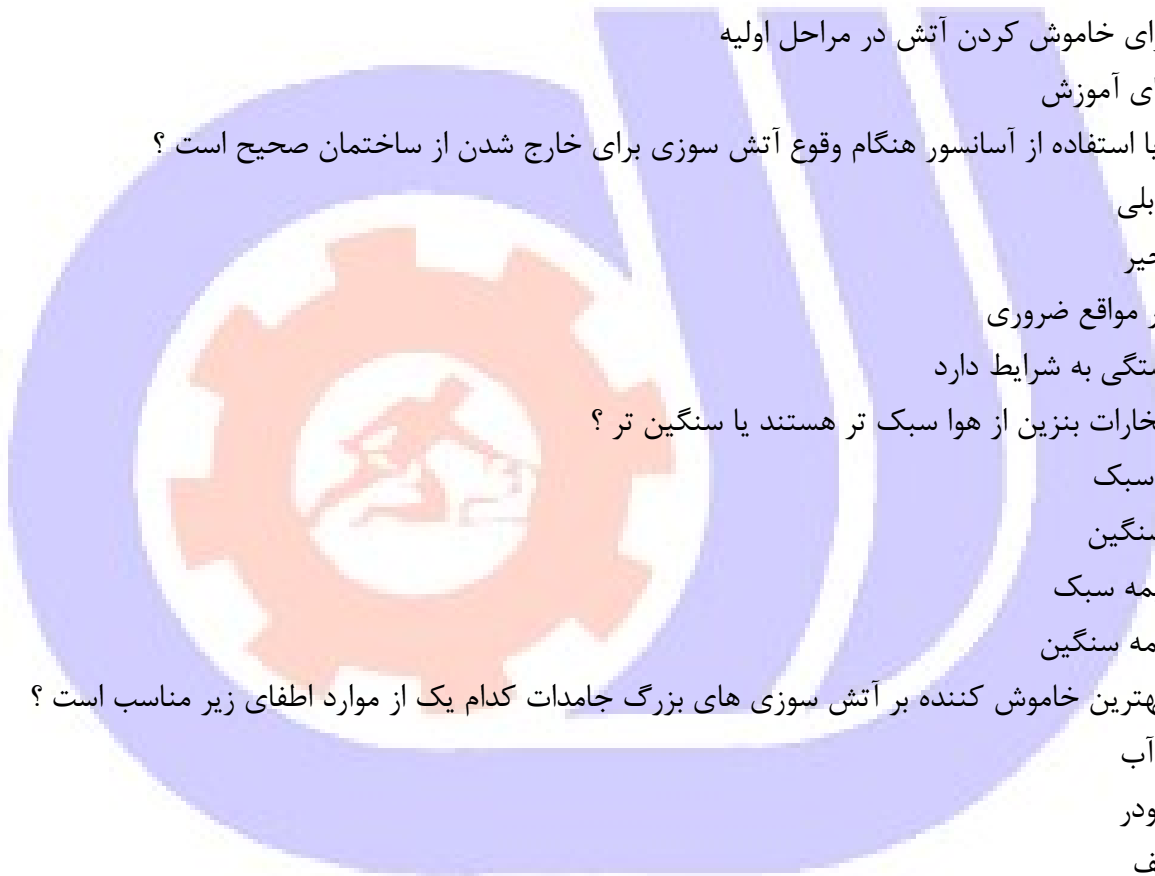 رای خاموش کردن آتش در مراحل اولیه
ای آموزش
یا استفاده از آسانسور هنگام وقوع آتش سوزی برای خارج شدن از ساختمان صحیح است ؟
بلی
خیر
ر مواقع ضروری
ستگی به شرایط دارد
خارات بنزین از هوا سبک تر هستند یا سنگین تر ؟
سبک
سنگین
مه سبک
مه سنگین
هترین خاموش کننده بر آتش سوزی های بزرگ جامدات کدام یک از موارد اطفای زیر مناسب است ؟
آب
ودر
ف